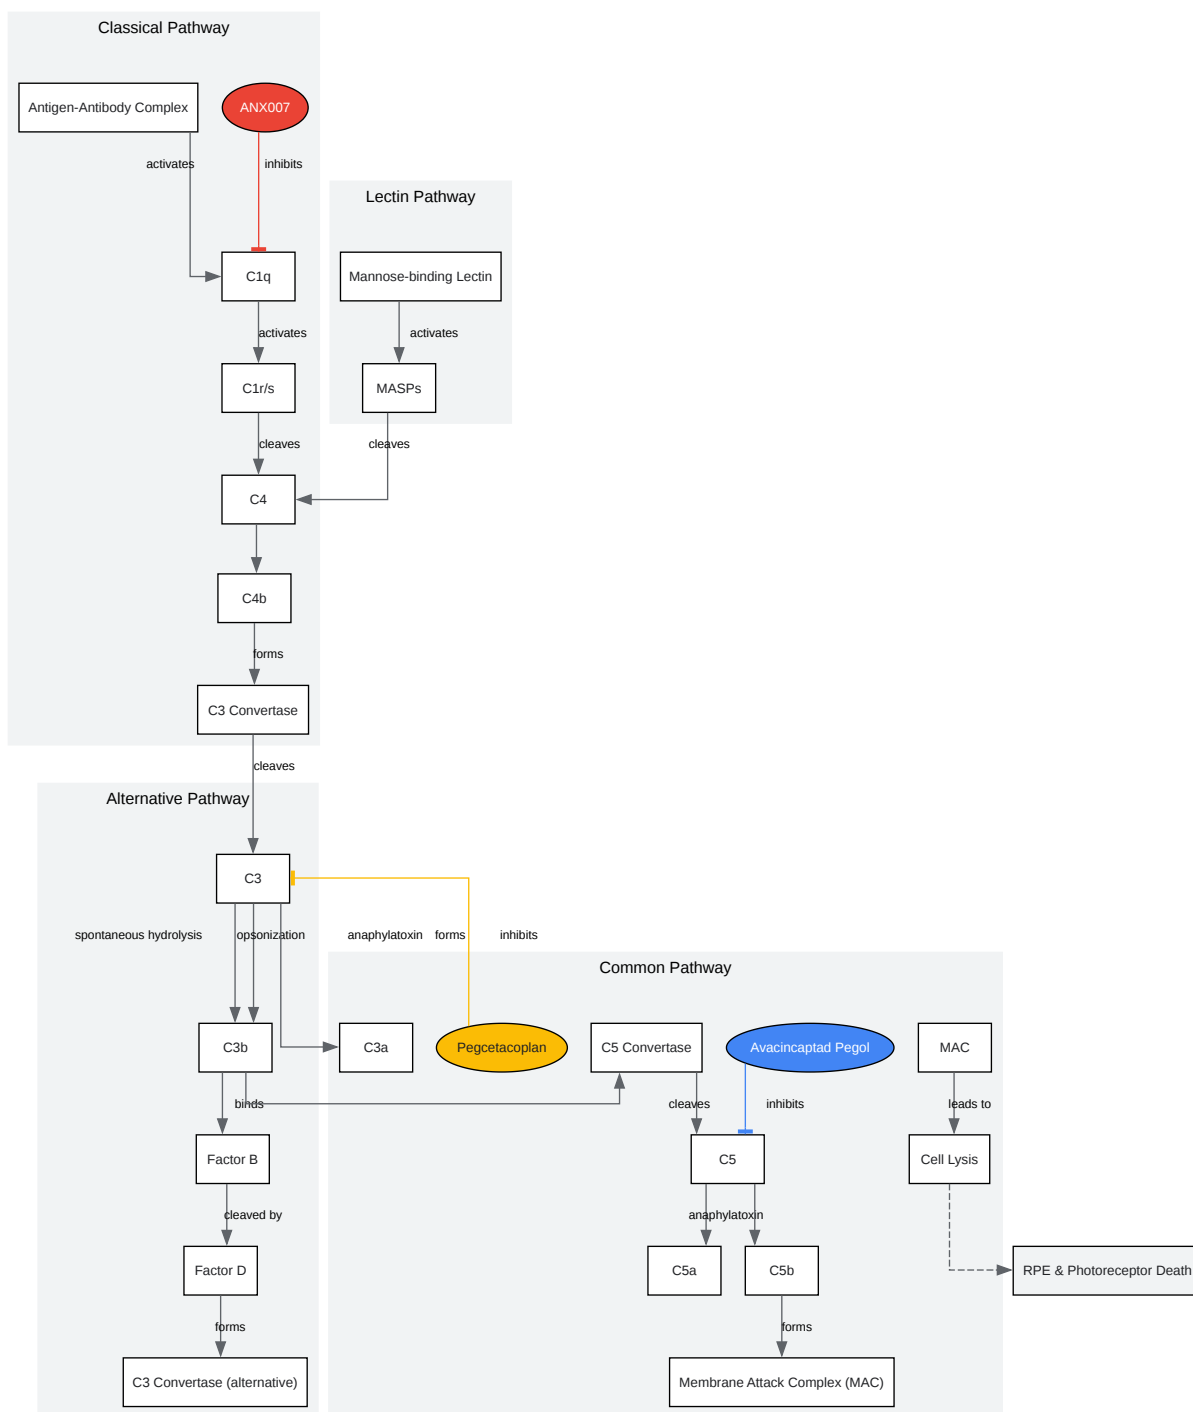 Classical Pathway
Antigen-Antibody Complex
ANX007
activates
inhibits
Lectin Pathway
C1q
Mannose-binding Lectin
activates
activates
C1r/s
MASPs
cleaves
cleaves
C4
C4b
forms
C3 Convertase
cleaves
Alternative Pathway
C3
spontaneous hydrolysis
opsonization
anaphylatoxin
forms
inhibits
Common Pathway
C3b
C3a
Pegcetacoplan
C5 Convertase
Avacincaptad Pegol
MAC
binds
cleaves
inhibits
leads to
Factor B
C5
Cell Lysis
cleaved by
anaphylatoxin
Factor D
C5a
C5b
RPE & Photoreceptor Death
forms
forms
C3 Convertase (alternative)
Membrane Attack Complex (MAC)